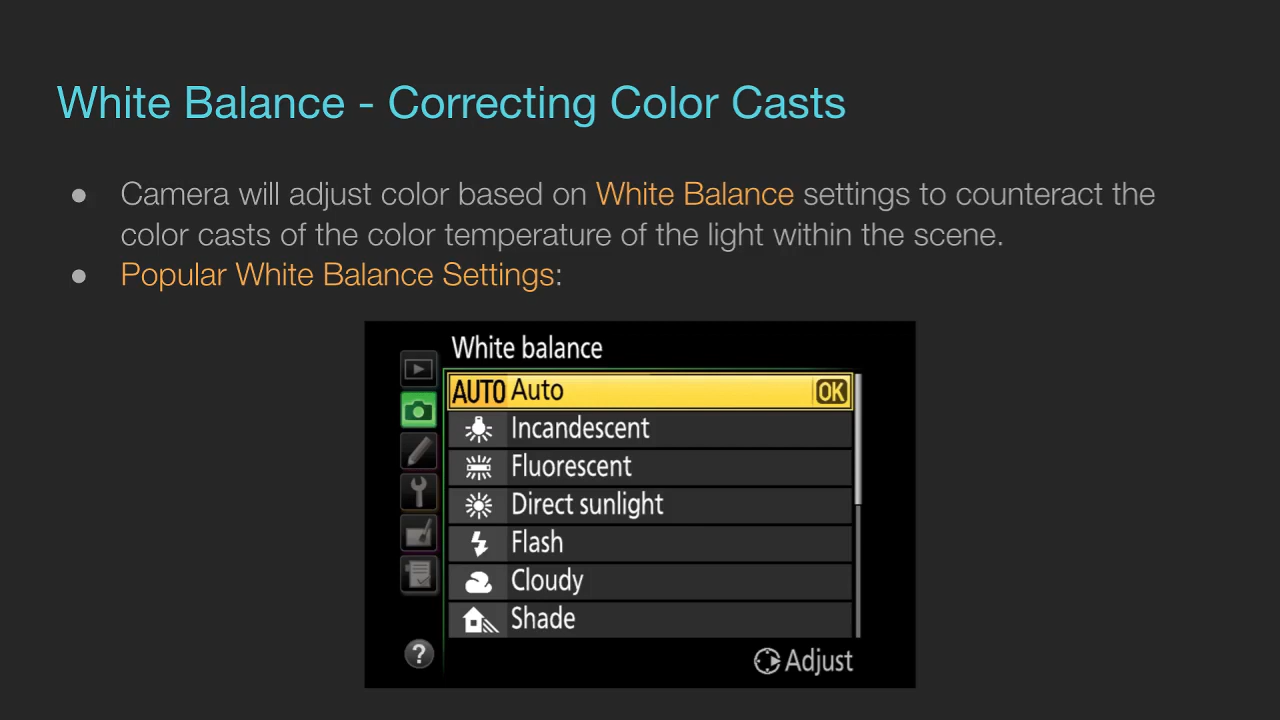 White Balance - Correcting Color Casts
● Camera will adjust color based on White Balance settings to counteract the
color casts of the color temperature of the light within the scene.
● Popular White Balance Settings:
White balance
AUTO Auto OK
Incandescent
Fluorescent
Direct sunlight
Flash
Cloudy
Shade
? Adjust